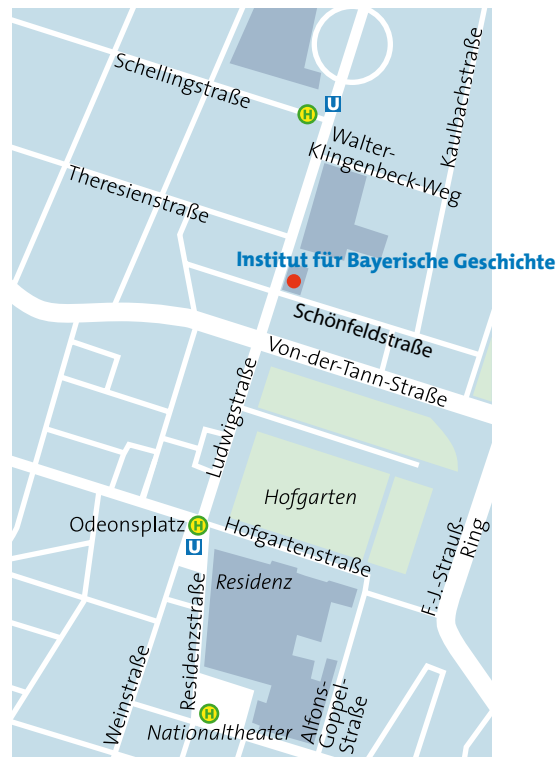 Schellingstraße
H
U
Kaulbachstraße
Walter-
Klingenbeck-Weg
Theresienstraße
Institut für Bayerische Geschichte
Schönfeldstraße
Von-der-Tann-Straße
Ludwigstraße
Hofgarten
Odeonsplatz
H
U
Hofgartenstraße
F.-J.-Strauß-
Ring
Residenz
Residenzstraße
Weinstraße
H
Nationaltheater
Alfons-
Goppel-
Straße